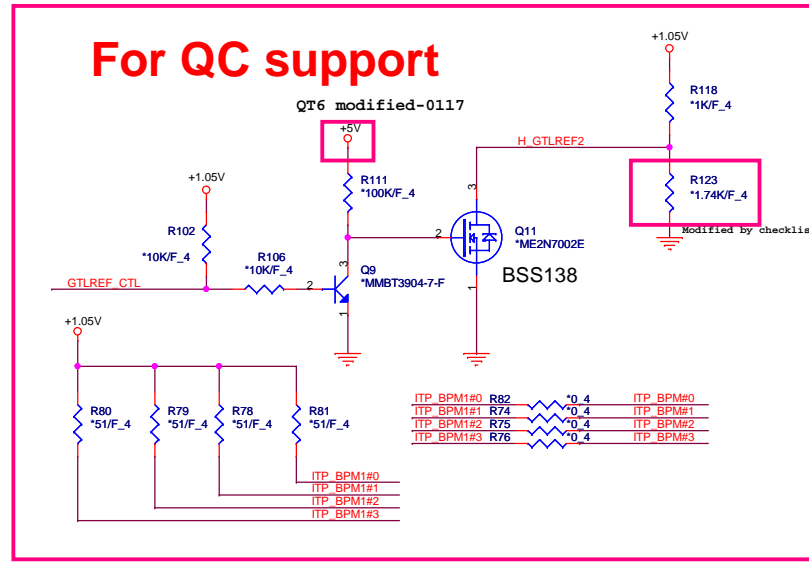 For QC support
QT6 modified-0117
+1.05V
R118
*1K/F_4
+5V
H_GTLREF2
R123
*1.74K/F_4
Modified by checklis
+1.05V
R111
*100K/F_4
3
Q11
*ME2N7002E
2
1
BSS138
R102
*10K/F_4
R106
*10K/F_4
GTLREF_CTL
2
3
Q9
*MMBT3904-7-F
1
+1.05V
R80
*51/F_4
R79
*51/F_4
R78
*51/F_4
R81
*51/F_4
ITP_BPM1#0
ITP_BPM1#1
ITP_BPM1#2
ITP_BPM1#3
ITP_BPM1#0 R82 *0_4 ITP_BPM#0
ITP_BPM1#1 R74 *0_4 ITP_BPM#1
ITP_BPM1#2 R75 *0_4 ITP_BPM#2
ITP_BPM1#3 R76 *0_4 ITP_BPM#3